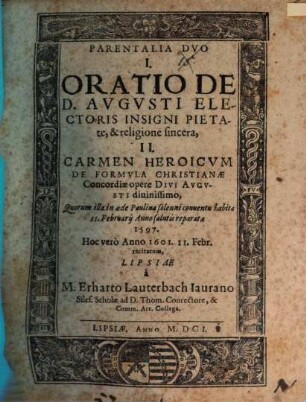 PARENTALIA DVO
I.
ORATIO DE
D. AVGVSTI ELE-
CTORIS INSIGNI PIETA-
te, & religione sincera,
II.
CARMEN HEROICVM
DE FORMVLA CHRISTIANÆ
Concordiæ opere DIVI AVGV-
STI diuinissimo,
Quorum illa in æde Paulina solenni conuentu habita
11. Februarij Anno salutis reparatæ
1597.
Hoc verò Anno 1601. 11. Febr.
recitatum,
LIPSIAE
à
M. Erharto Lauterbach Iaurano
Siles. Scholæ ad D. Thom. Conrectore, &
Comm. Art. Collega.
LIPSIÆ, ANNO M. DCI.